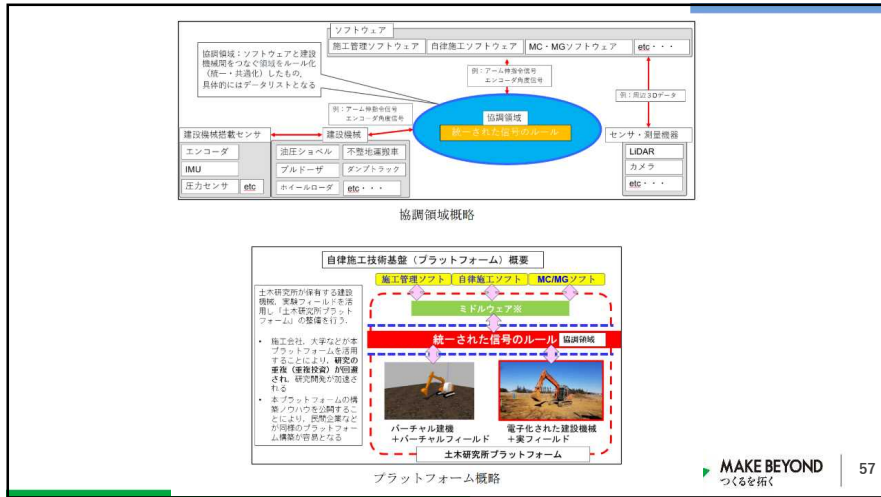 ソフトウェア
施工管理ソフトウェア
自律施工ソフトウェア
MC・MGソフトウェア
etc・・・
協調領域：ソフトウェアと建設
機械間をつなぐ領域をルール化
（統一・共通化）したもの、
具体的にはデータリストとなる
例：アーム伸指令信号
エンコーダ角度信号
例：周辺3Dデータ
例：アーム伸指令信号
エンコーダ角度信号
協調領域
統一された信号のルール
建設機械搭載センサ
エンコーダ
IMU
圧力センサ
etc
建設機械
油圧ショベル
不整地運搬車
ブルドーザ
ダンプトラック
ホイールローダ
etc・・・
センサ・測量機器
LiDAR
カメラ
etc・・・
協調領域概略
自律施工技術基盤（プラットフォーム）概要
施工管理ソフト
自律施工ソフト
MC/MGソフト
土木研究所が保有する建設
機械、実験フィールドを活
用し「土木研究所プラット
フォーム」の整備を行う.
• 施工会社、大学などが本
プラットフォームを活用
することにより、研究の
重複（重複投資）が回避
され、研究開発が加速さ
れる
• 本プラットフォームの構
築ノウハウを公開するこ
とにより、民間企業など
が同様のプラットフォー
ム構築が容易となる
ミドルウェア※
統一された信号のルール
協調領域
バーチャル建機
＋バーチャルフィールド
電子化された建設機械
＋実フィールド
土木研究所プラットフォーム
プラットフォーム概略
MAKE BEYOND
つくるを拓く
57